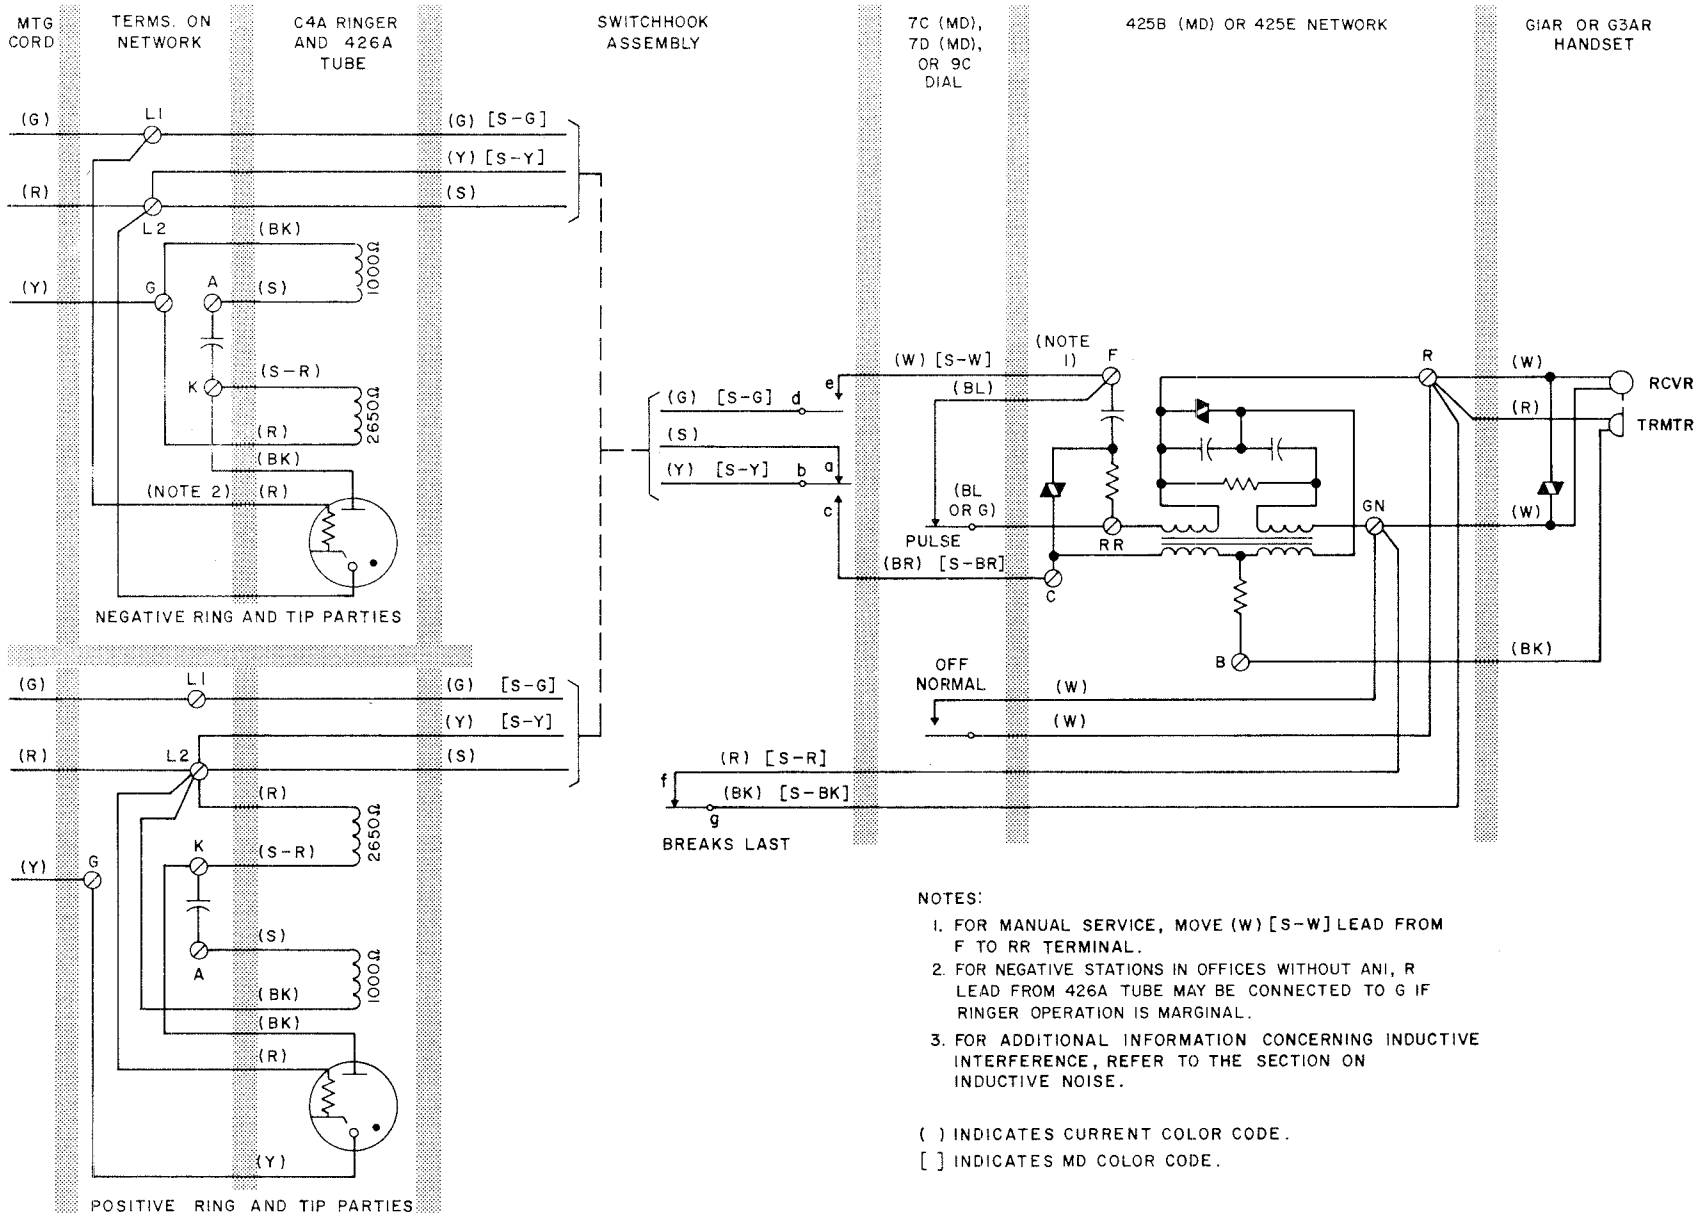 MTG
CORD
TERMS. ON
NETWORK
C4A RINGER
AND 426A
TUBE
SWITCHHOOK
ASSEMBLY
7C (MD),
7D (MD),
OR 9C
DIAL
425B (MD) OR 425E NETWORK
G1AR OR G3AR
HANDSET
(G)
L1
(G) [S-G]
(Y) [S-Y]
(R)
(S)
L2
(BK)
1000Ω
(Y)
G
A
(S)
K
(S-R)
2650Ω
(R)
(BK)
(NOTE 2)
(R)
NEGATIVE RING AND TIP PARTIES
(G)
L1
(G) [S-G]
(Y) [S-Y]
(R)
L2
(S)
(R)
2650Ω
K
(S-R)
(Y)
G
(S)
A
1000Ω
(BK)
(BK)
(R)
(Y)
POSITIVE RING AND TIP PARTIES
(G) [S-G] d
e
(S)
(Y) [S-Y] b
a
c
(W) [S-W]
(NOTE
1)
F
(BL)
(BL
OR G)
PULSE
RR
(BR) [S-BR]
C
R
GN
B
(W)
RCVR
(R)
TRMTR
(W)
(BK)
OFF
NORMAL
(W)
(W)
(R) [S-R]
f
(BK) [S-BK]
g
BREAKS LAST
NOTES:
1. FOR MANUAL SERVICE, MOVE (W) [S-W] LEAD FROM
F TO RR TERMINAL.
2. FOR NEGATIVE STATIONS IN OFFICES WITHOUT ANI, R
LEAD FROM 426A TUBE MAY BE CONNECTED TO G IF
RINGER OPERATION IS MARGINAL.
3. FOR ADDITIONAL INFORMATION CONCERNING INDUCTIVE
INTERFERENCE, REFER TO THE SECTION ON
INDUCTIVE NOISE.
( ) INDICATES CURRENT COLOR CODE.
[ ] INDICATES MD COLOR CODE.